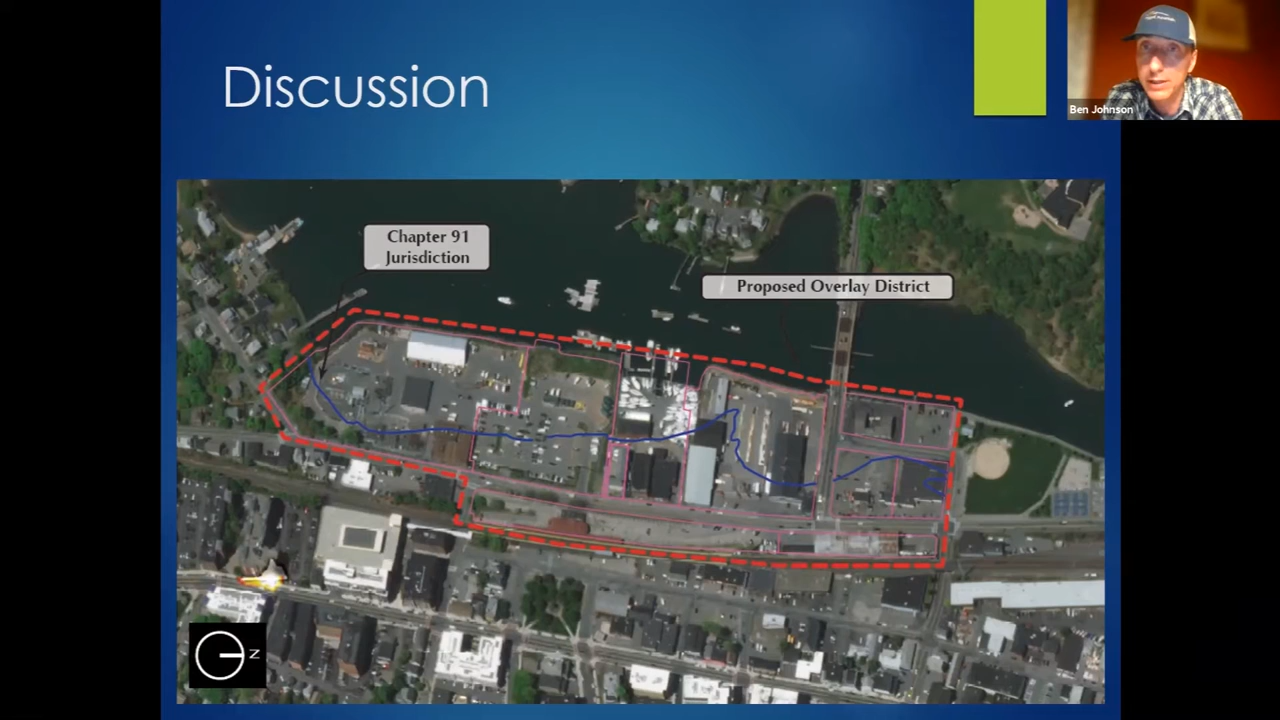 Discussion
Ben Johnson
Chapter 91
Jurisdiction
Proposed Overlay District
N